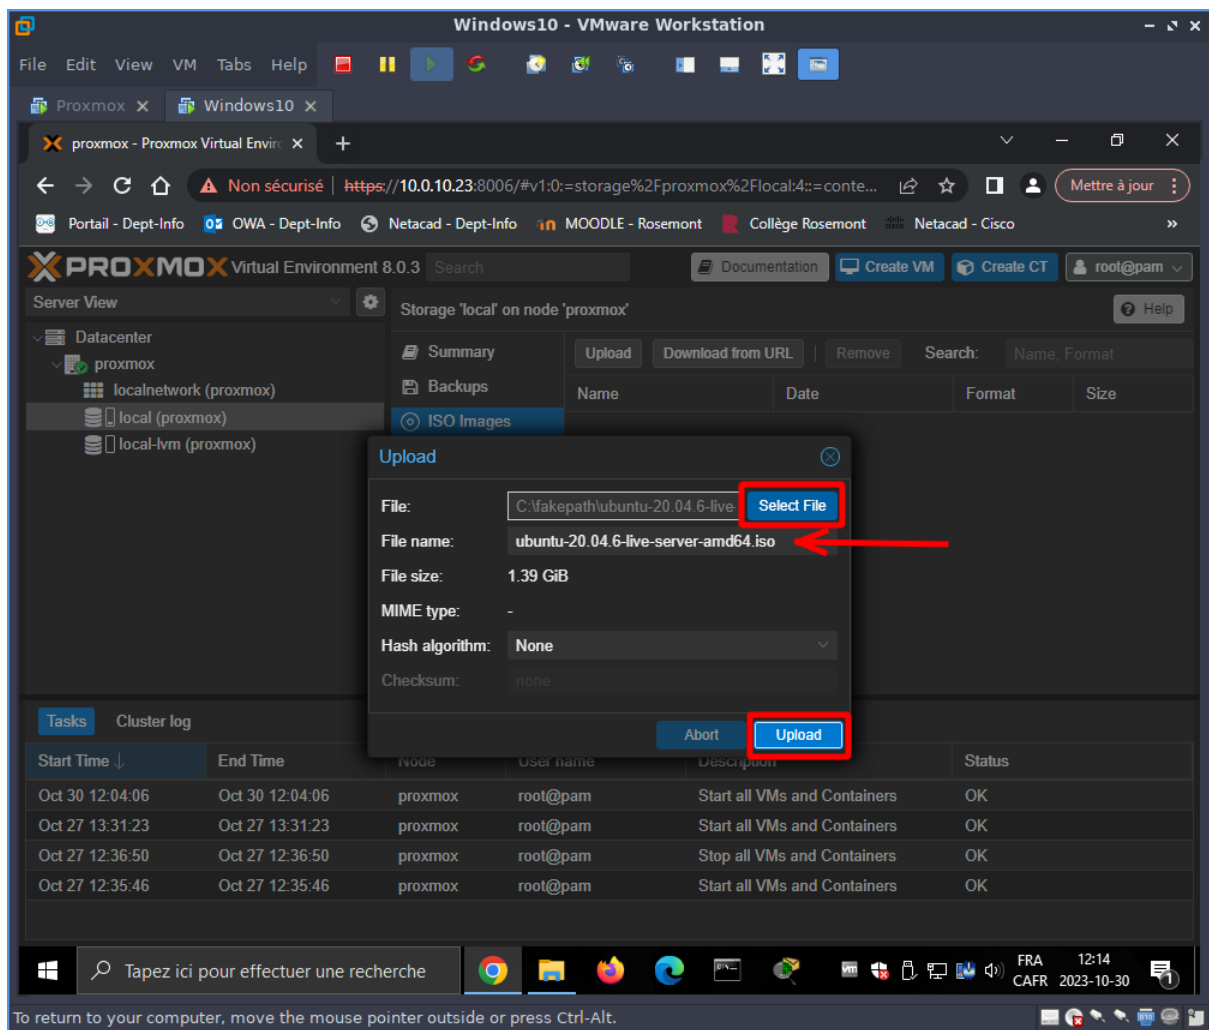 Windows10 - VMware Workstation
File Edit View VM Tabs Help
Proxmox Windows10
proxmox - Proxmox Virtual Enviro
Non sécurisé https://10.0.10.23:8006/#v1:0:=storage%2Fproxmox%2Flocal:4::=conte... Mettre à jour
Portail - Dept-Info OWA - Dept-Info Netacad - Dept-Info MOODLE - Rosemont Collège Rosemont Netacad - Cisco »
PROXMOX Virtual Environment 8.0.3 Search Documentation Create VM Create CT root@pam
Server View
Storage 'local' on node 'proxmox' Help
Datacenter
proxmox
localnetwork (proxmox)
local (proxmox)
local-lvm (proxmox)
Summary
Backups
ISO Images
Upload Download from URL Remove Search: Name, Format
Name Date Format Size
Upload
File: C:\fakepath\ubuntu-20.04.6-live- Select File
File name: ubuntu-20.04.6-live-server-amd64.iso
File size: 1.39 GiB
MIME type: -
Hash algorithm: None
Checksum: none
Abort Upload
Tasks Cluster log
Start Time End Time Node User name Description Status
Oct 30 12:04:06 Oct 30 12:04:06 proxmox root@pam Start all VMs and Containers OK
Oct 27 13:31:23 Oct 27 13:31:23 proxmox root@pam Start all VMs and Containers OK
Oct 27 12:36:50 Oct 27 12:36:50 proxmox root@pam Stop all VMs and Containers OK
Oct 27 12:35:46 Oct 27 12:35:46 proxmox root@pam Start all VMs and Containers OK
Tapez ici pour effectuer une recherche
FRA 12:14
CAFR 2023-10-30
To return to your computer, move the mouse pointer outside or press Ctrl-Alt.